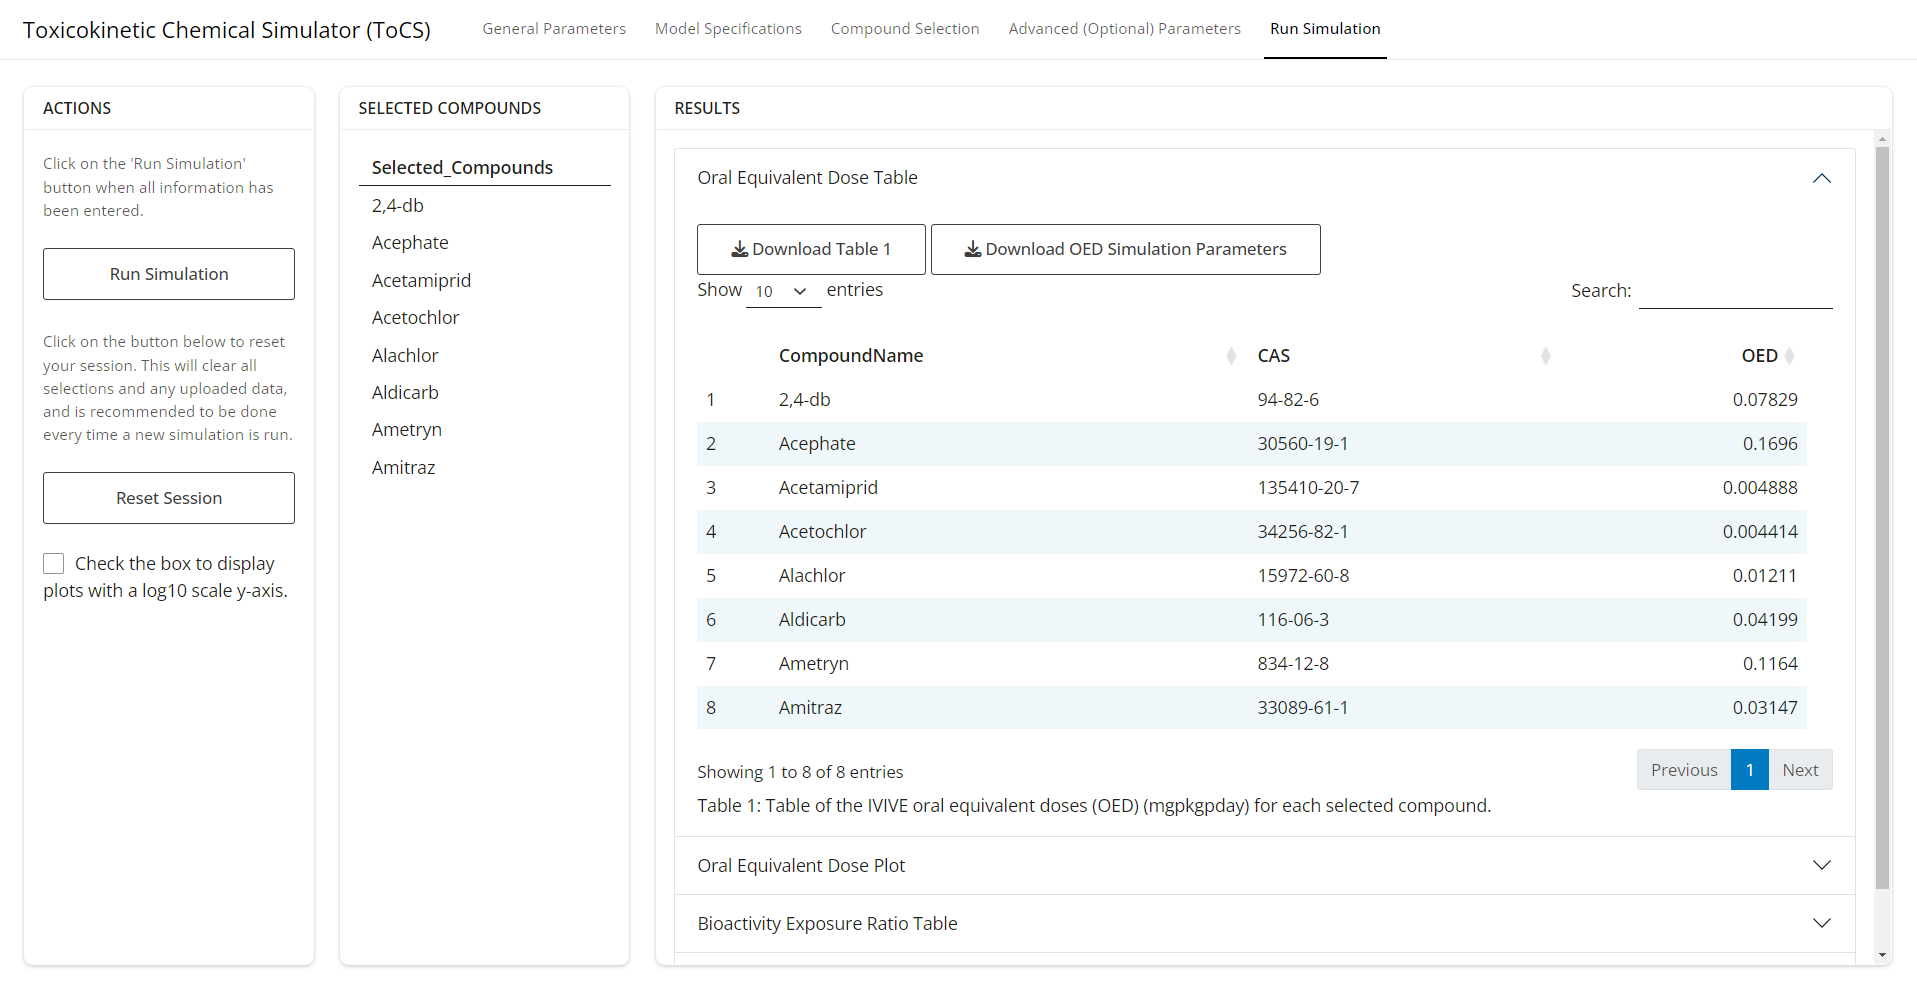 Toxicokinetic Chemical Simulator (ToCS)
General Parameters
Model Specifications
Compound Selection
Advanced (Optional) Parameters
Run Simulation
ACTIONS
Click on the 'Run Simulation'
button when all information has
been entered.
Run Simulation
Click on the button below to reset
your session. This will clear all
selections and any uploaded data,
and is recommended to be done
every time a new simulation is run.
Reset Session
Check the box to display
plots with a log10 scale y-axis.
SELECTED COMPOUNDS
Selected_Compounds
2,4-db
Acephate
Acetamiprid
Acetochlor
Alachlor
Aldicarb
Ametryn
Amitraz
RESULTS
Oral Equivalent Dose Table
Download Table 1
Download OED Simulation Parameters
Show 10 entries
Search:
CompoundName CAS OED
1 2,4-db 94-82-6 0.07829
2 Acephate 30560-19-1 0.1696
3 Acetamiprid 135410-20-7 0.004888
4 Acetochlor 34256-82-1 0.004414
5 Alachlor 15972-60-8 0.01211
6 Aldicarb 116-06-3 0.04199
7 Ametryn 834-12-8 0.1164
8 Amitraz 33089-61-1 0.03147
Showing 1 to 8 of 8 entries
Previous 1 Next
Table 1: Table of the IVIVE oral equivalent doses (OED) (mgpkgpday) for each selected compound.
Oral Equivalent Dose Plot
Bioactivity Exposure Ratio Table